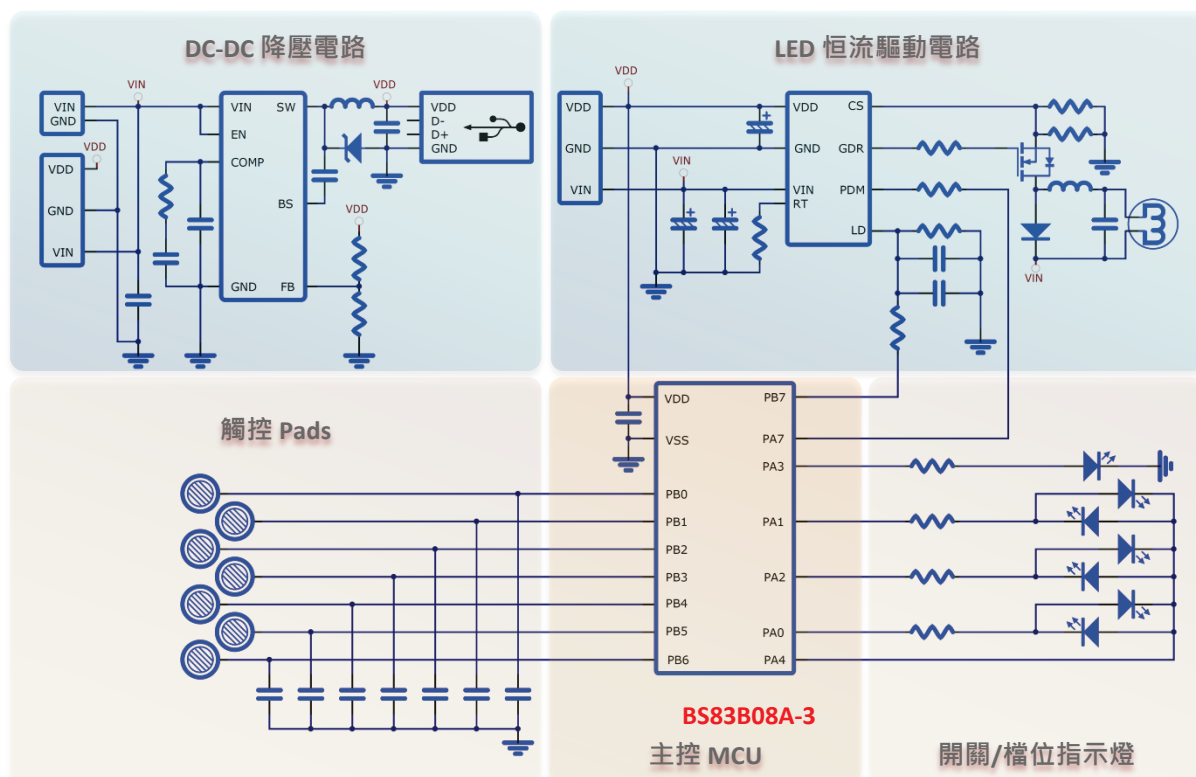 DC-DC 降壓電路
VIN
VDD
VIN
GND
VDD
VDD
GND
VIN
VIN
EN
COMP
GND
SW
BS
FB
VDD
VDD
D-
D+
GND
LED 恒流驅動電路
VDD
VDD
GND
VIN
VIN
VDD
GND
VIN
RT
CS
GDR
PDM
LD
VIN
觸控 Pads
VDD
VSS
PB0
PB1
PB2
PB3
PB4
PB5
PB6
PB7
PA7
PA3
PA1
PA2
PA0
PA4
BS83B08A-3
主控 MCU
開關/檔位指示燈